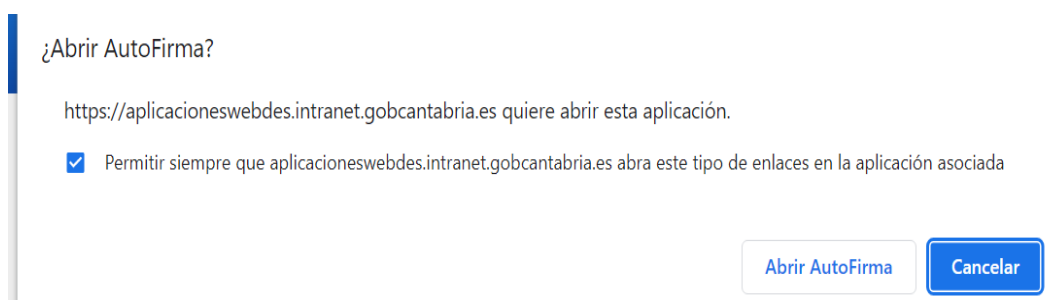 ¿Abrir AutoFirma?
https://aplicacioneswebdes.intranet.gobcantabria.es quiere abrir esta aplicación.
Permitir siempre que aplicacioneswebdes.intranet.gobcantabria.es abra este tipo de enlaces en la aplicación asociada
Abrir AutoFirma Cancelar